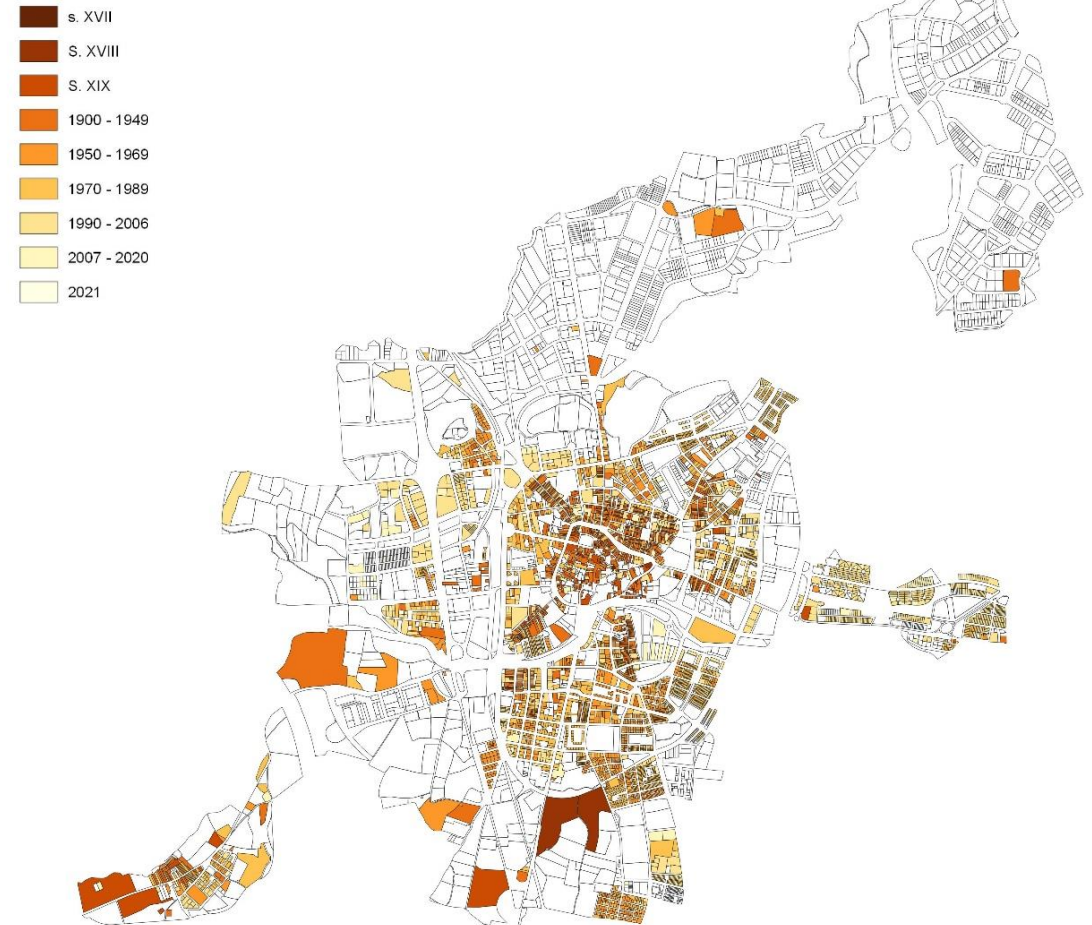 s. XVII
S. XVIII
S. XIX
1900 - 1949
1950 - 1969
1970 - 1989
1990 - 2006
2007 - 2020
2021